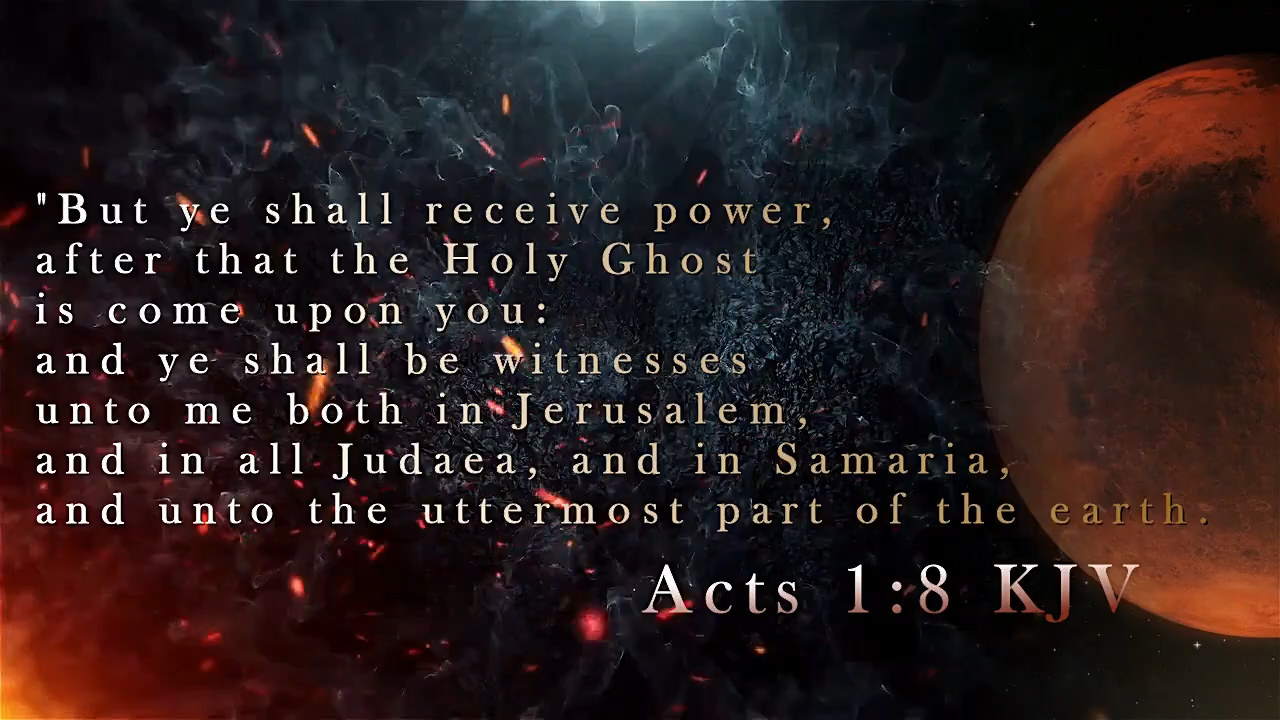 "But ye shall receive power,
after that the Holy Ghost
is come upon you:
and ye shall be witnesses
unto me both in Jerusalem,
and in all Judaea, and in Samaria,
and unto the uttermost part of the earth.
Acts 1:8 KJV